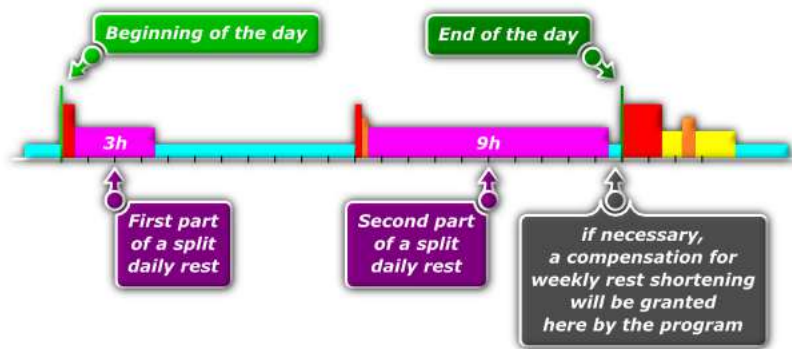 Beginning of the day
End of the day
3h
9h
First part
of a split
daily rest
Second part
of a split
daily rest
if necessary,
a compensation for
weekly rest shortening
will be granted
here by the program